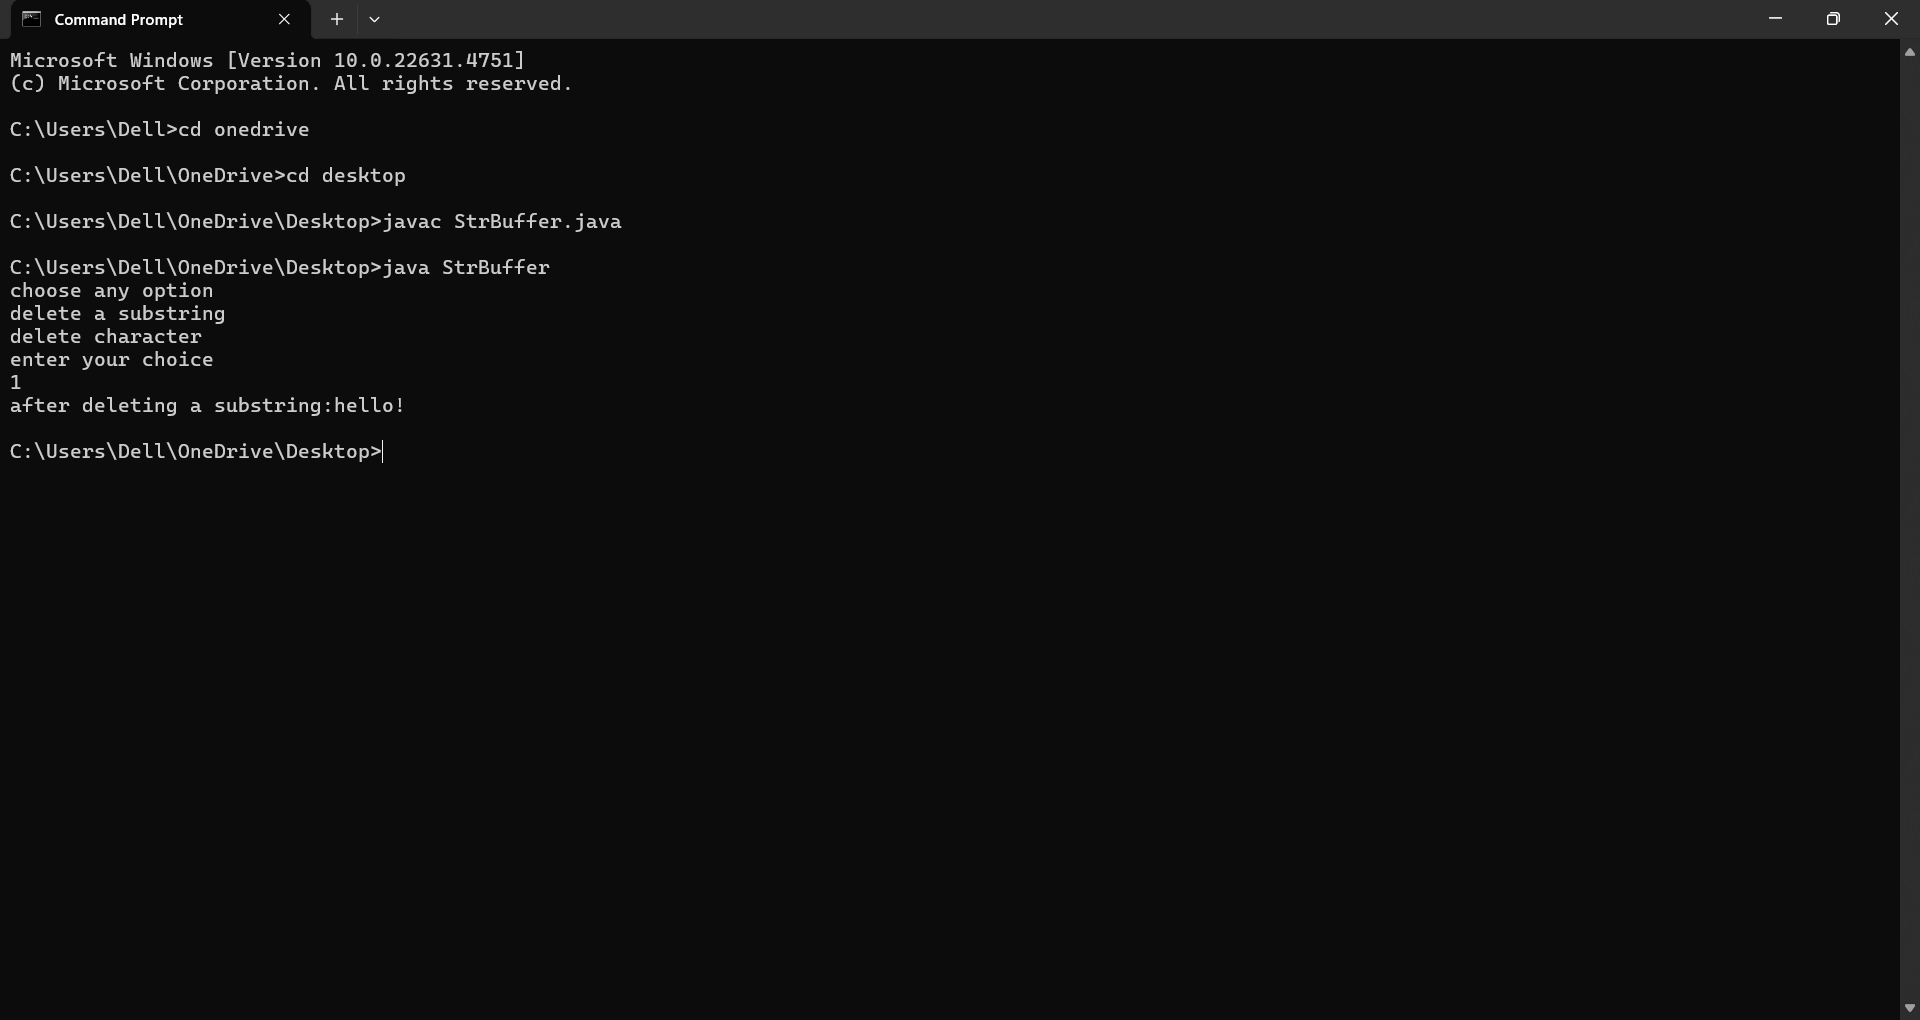 Command Prompt
Microsoft Windows [Version 10.0.22631.4751]
(c) Microsoft Corporation. All rights reserved.
C:\Users\Dell>cd onedrive
C:\Users\Dell\OneDrive>cd desktop
C:\Users\Dell\OneDrive\Desktop>javac StrBuffer.java
C:\Users\Dell\OneDrive\Desktop>java StrBuffer
choose any option
delete a substring
delete character
enter your choice
1
after deleting a substring:hello!
C:\Users\Dell\OneDrive\Desktop>